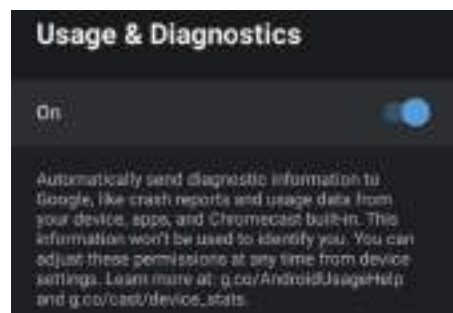 Usage & Diagnostics
On
Automatically send diagnostic information to
Google, like crash reports and usage data from
your device, apps, and Chromecast built-in. This
information won't be used to identify you. You can
adjust these permissions at any time from device
settings. Learn more at: g.co/AndroidUsageHelp
and g.co/cast/device_stats.